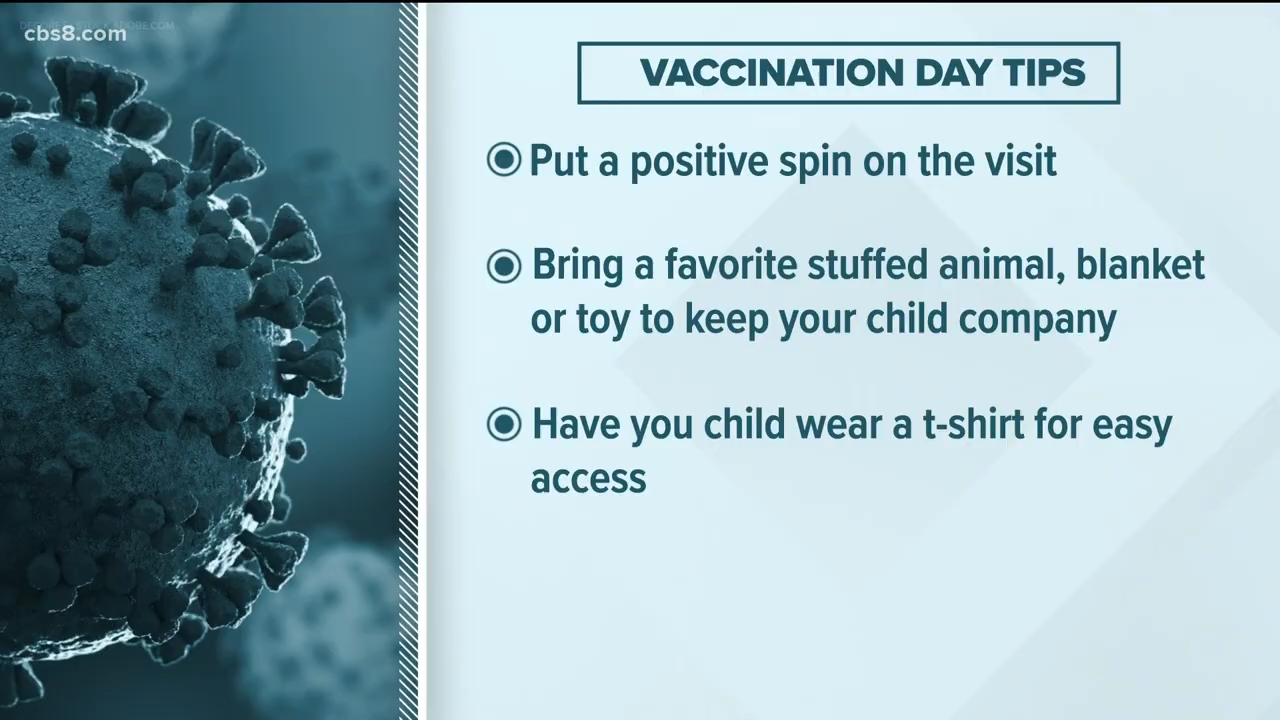 cbs8.com
VACCINATION DAY TIPS
Put a positive spin on the visit
Bring a favorite stuffed animal, blanket
or toy to keep your child company
Have you child wear a t-shirt for easy
access